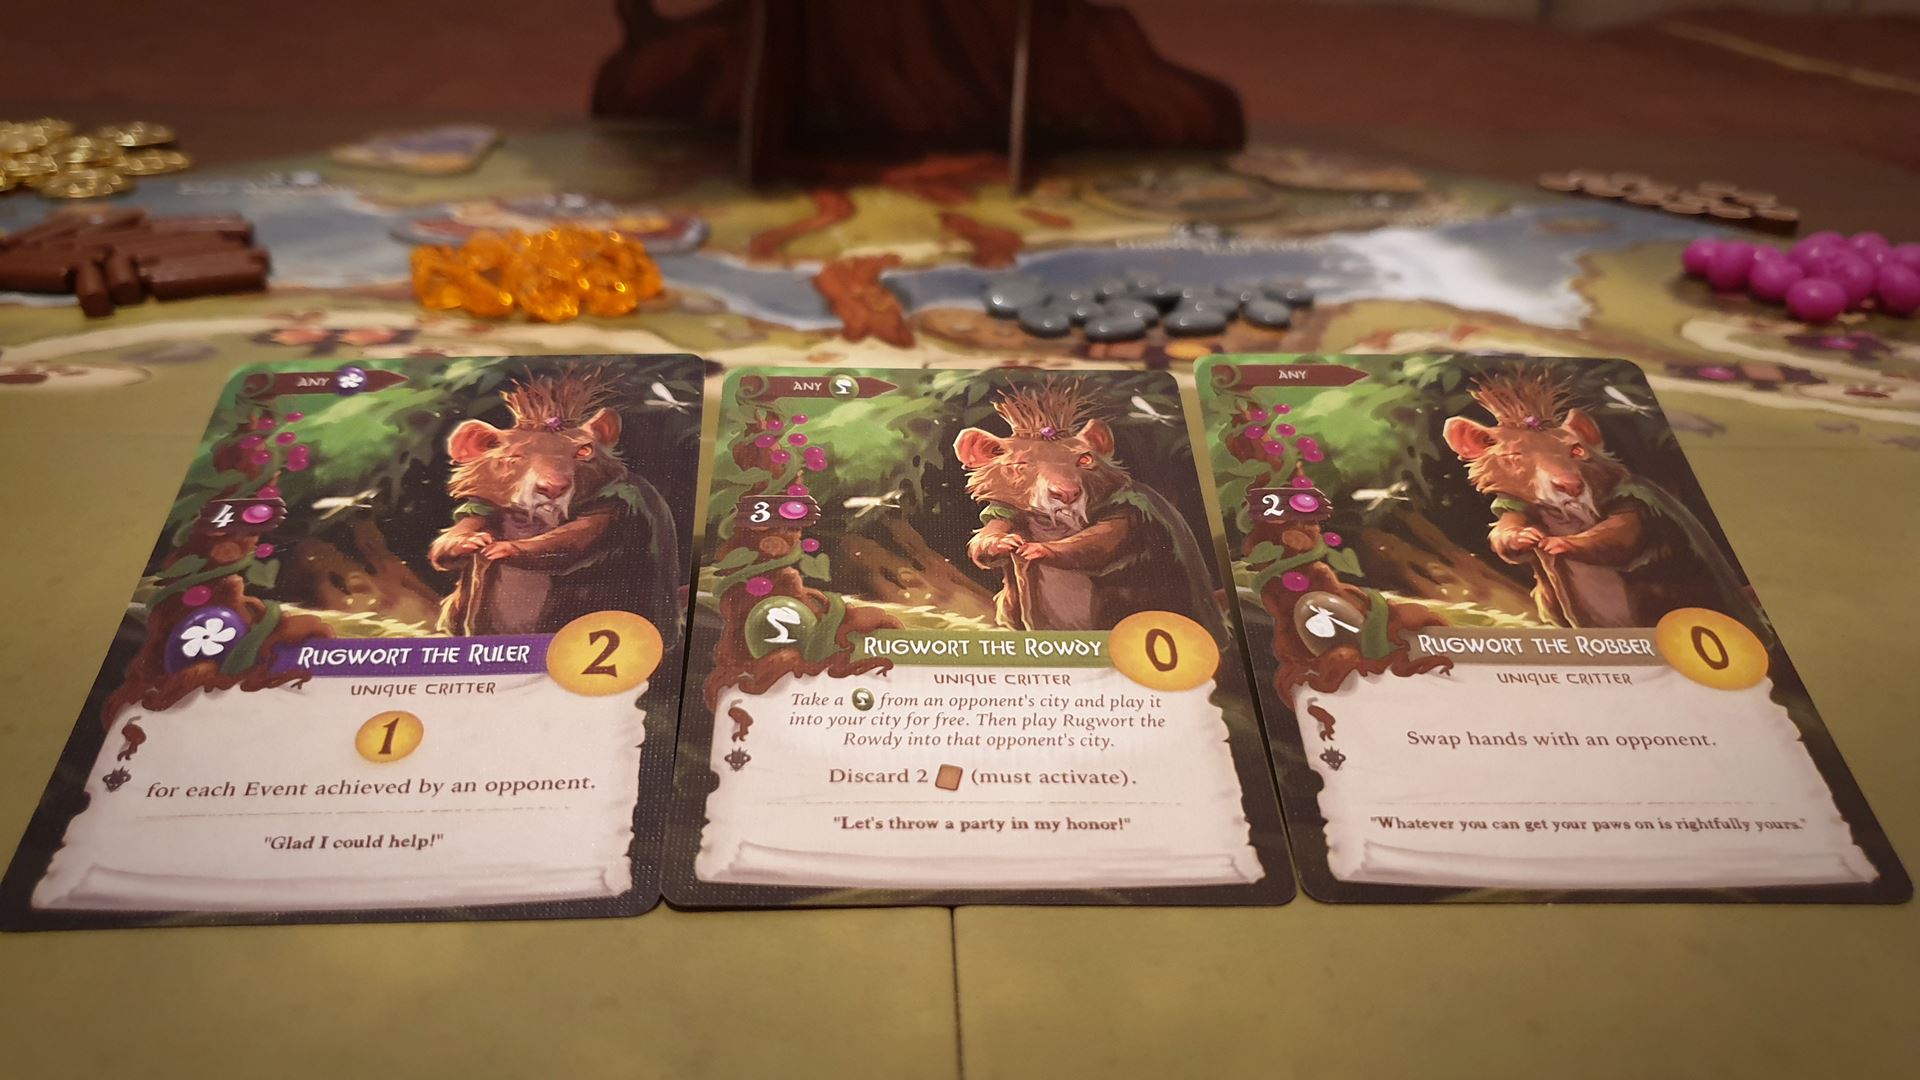 ANY
4
RUGWORT THE RULER
2
UNIQUE CRITTER
1
for each Event achieved by an opponent.
"Glad I could help!"
ANY
3
RUGWORT THE ROWDY
0
UNIQUE CRITTER
Take a from an opponent's city and play it
into your city for free. Then play Rugwort the
Rowdy into that opponent's city.
Discard 2 (must activate).
"Let's throw a party in my honor!"
ANY
2
RUGWORT THE ROBBER
0
UNIQUE CRITTER
Swap hands with an opponent.
"Whatever you can get your paws on is rightfully yours."